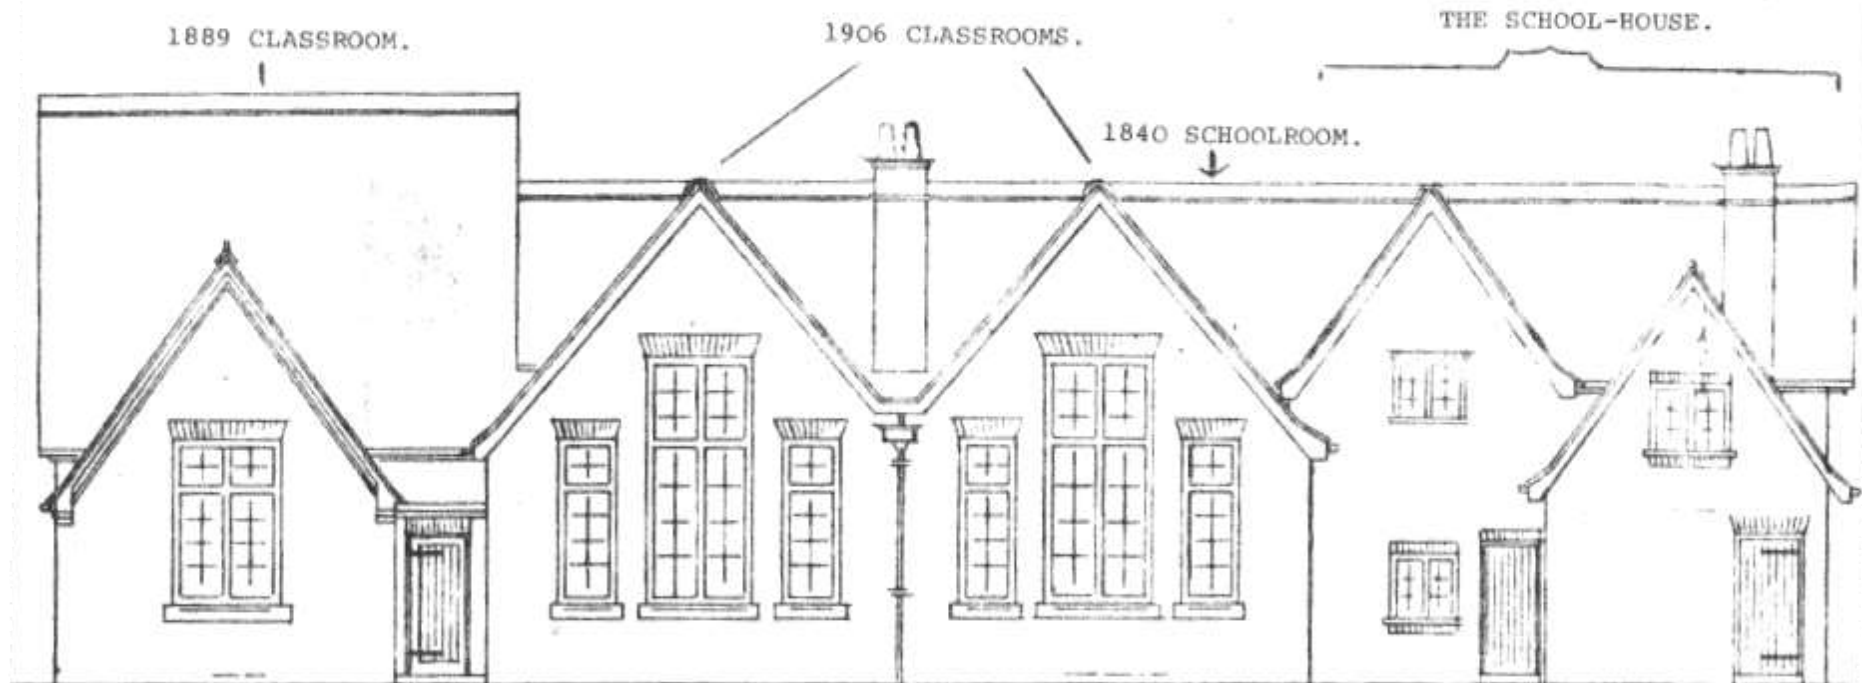 1889 CLASSROOM.
1906 CLASSROOMS.
THE SCHOOL-HOUSE.
1840 SCHOOLROOM.